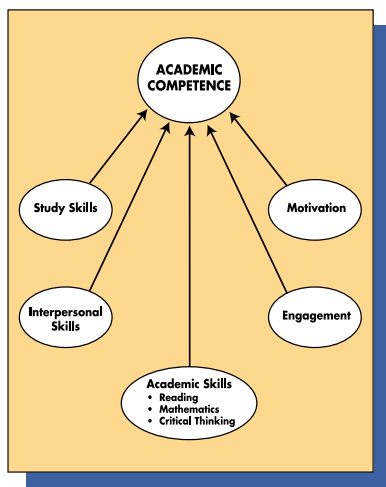 ACADEMIC
COMPETENCE
Study Skills
Motivation
Interpersonal
Skills
Engagement
Academic Skills
• Reading
• Mathematics
• Critical Thinking